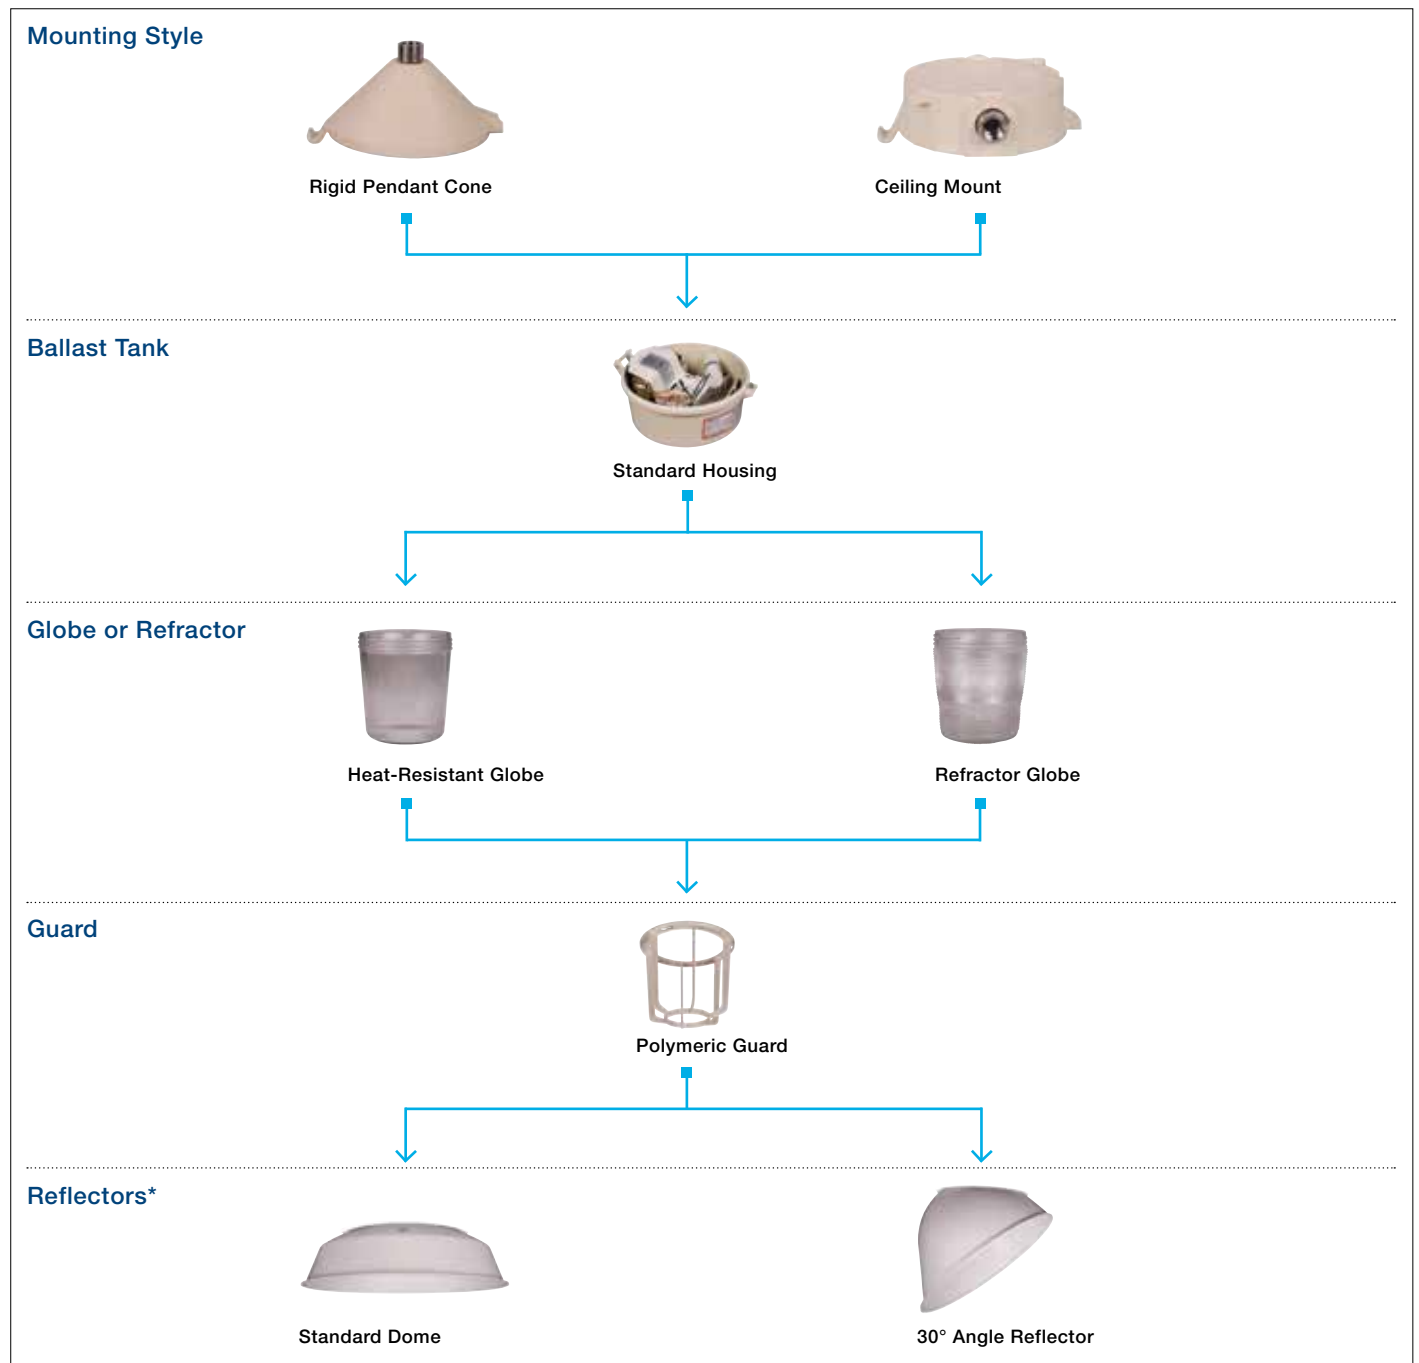 Mounting Style
Rigid Pendant Cone
Ceiling Mount
Ballast Tank
Standard Housing
Globe or Refractor
Heat-Resistant Globe
Refractor Globe
Guard
Polymeric Guard
Reflectors*
Standard Dome
30° Angle Reflector